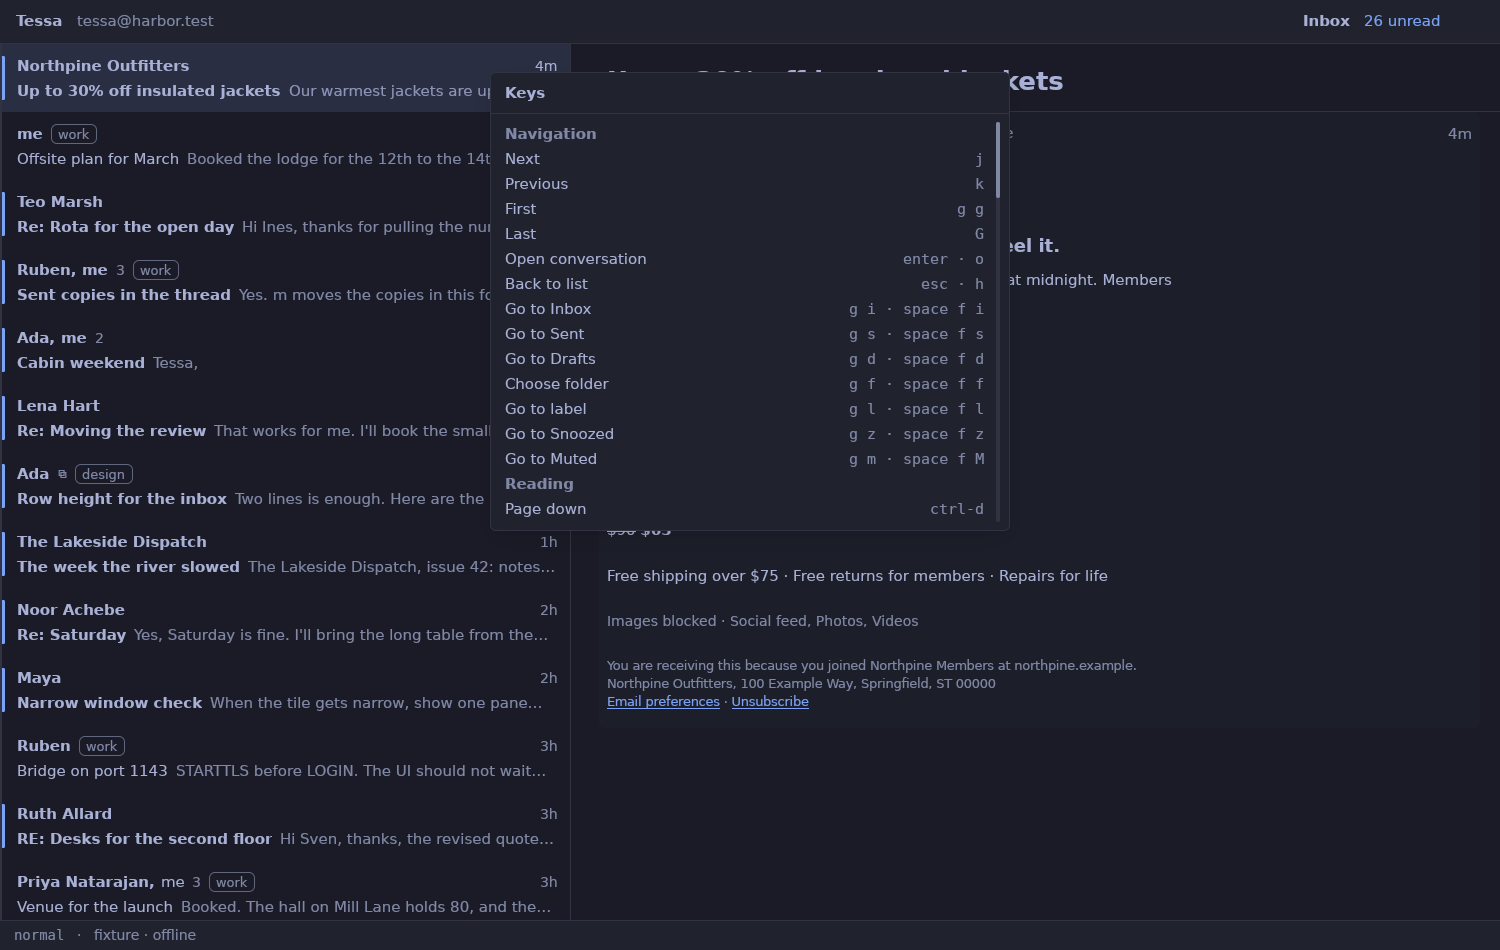 Tessa tessa@harbor.test
Inbox 26 unread
Northpine Outfitters 4m
Up to 30% off insulated jackets Our warmest jackets are up
me work
Offsite plan for March Booked the lodge for the 12th to the 14t
Teo Marsh
Re: Rota for the open day Hi Ines, thanks for pulling the nu
Ruben, me 3 work
Sent copies in the thread Yes. m moves the copies in this fo
Ada, me 2
Cabin weekend Tessa,
Lena Hart
Re: Moving the review That works for me. I'll book the small
Ada design
Row height for the inbox Two lines is enough. Here are the
The Lakeside Dispatch 1h
The week the river slowed The Lakeside Dispatch, issue 42: notes…
Noor Achebe 2h
Re: Saturday Yes, Saturday is fine. I'll bring the long table from the…
Maya 2h
Narrow window check When the tile gets narrow, show one pane…
Ruben work 3h
Bridge on port 1143 STARTTLS before LOGIN. The UI should not wait…
Ruth Allard 3h
RE: Desks for the second floor Hi Sven, thanks, the revised quote…
Priya Natarajan, me 3 work 3h
Venue for the launch Booked. The hall on Mill Lane holds 80, and the…
Keys
Navigation
Next j
Previous k
First g g
Last G
Open conversation enter · o
Back to list esc · h
Go to Inbox g i · space f i
Go to Sent g s · space f s
Go to Drafts g d · space f d
Choose folder g f · space f f
Go to label g l · space f l
Go to Snoozed g z · space f z
Go to Muted g m · space f M
Reading
Page down ctrl-d
kets
e 4m
eel it.
at midnight. Members
Free shipping over $75 · Free returns for members · Repairs for life
Images blocked · Social feed, Photos, Videos
You are receiving this because you joined Northpine Members at northpine.example.
Northpine Outfitters, 100 Example Way, Springfield, ST 00000
Email preferences · Unsubscribe
normal · fixture · offline